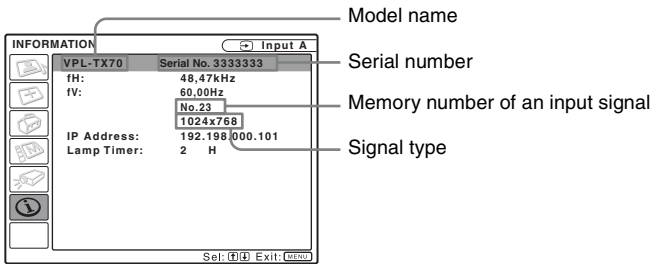 Model name
INFORMATION Input A
VPL-TX70 Serial No. 3333333
Serial number
fH: 48,47kHz
fV: 60,00Hz
No.23
Memory number of an input signal
1024x768
IP Address: 192.198.000.101
Lamp Timer: 2 H
Signal type
Sel: Exit: MENU